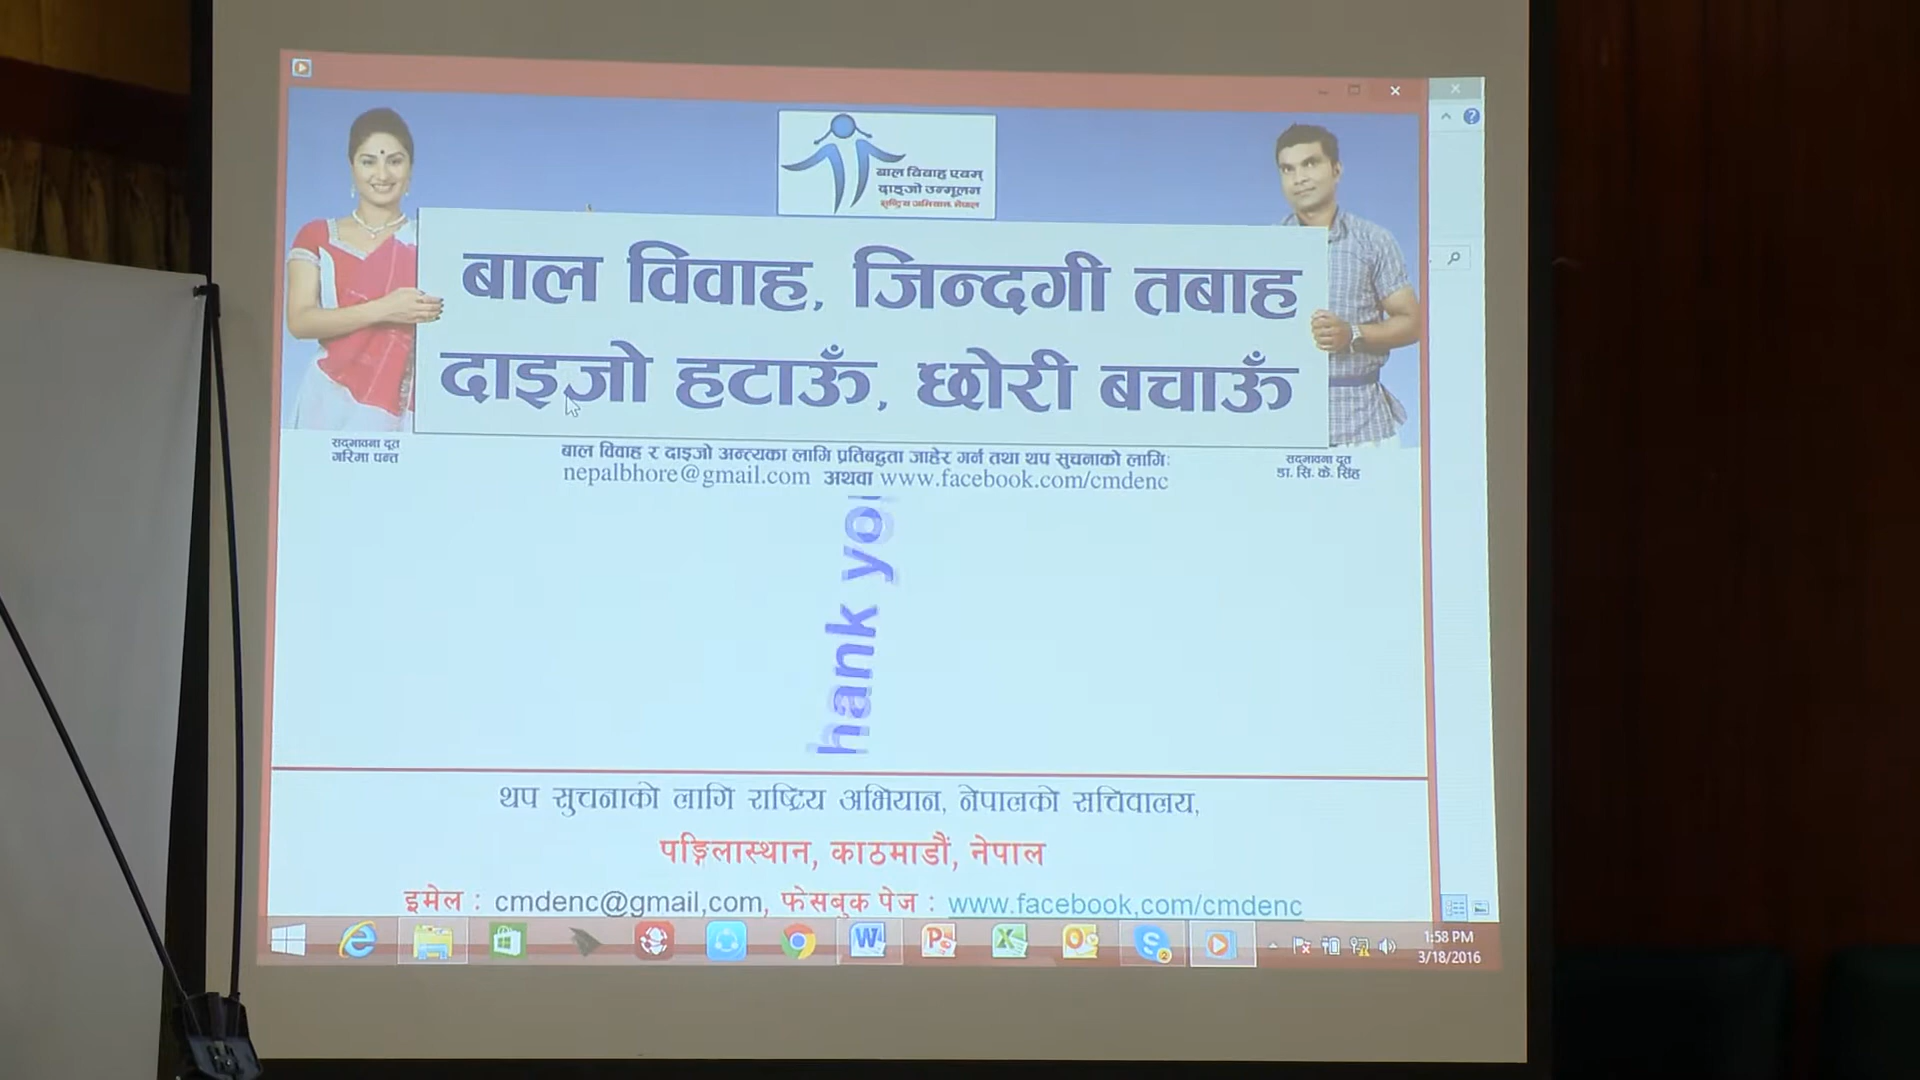 बाल विवाह एवम्
दाइजो उन्मूलन
राष्ट्रिय अभियान, नेपाल
बाल विवाह, जिन्दगी तबाह
दाइजो हटाऊँ, छोरी बचाऊँ
सद्भावना दूत
गरिमा पन्त
बाल विवाह र दाइजो अन्त्यका लागि प्रतिबद्धता जाहेर गर्न तथा थप सुचनाको लागिः
nepalbhore@gmail.com अथवा www.facebook.com/cmdenc
सद्भावना दूत
डा. सि. के. सिंह
hank you
थप सुचनाको लागि राष्ट्रिय अभियान, नेपालको सचिवालय,
पङ्गिलास्थान, काठमाडौं, नेपाल
इमेल : cmdenc@gmail,com, फेसबुक पेज : www.facebook,com/cmdenc
1:58 PM
3/18/2016